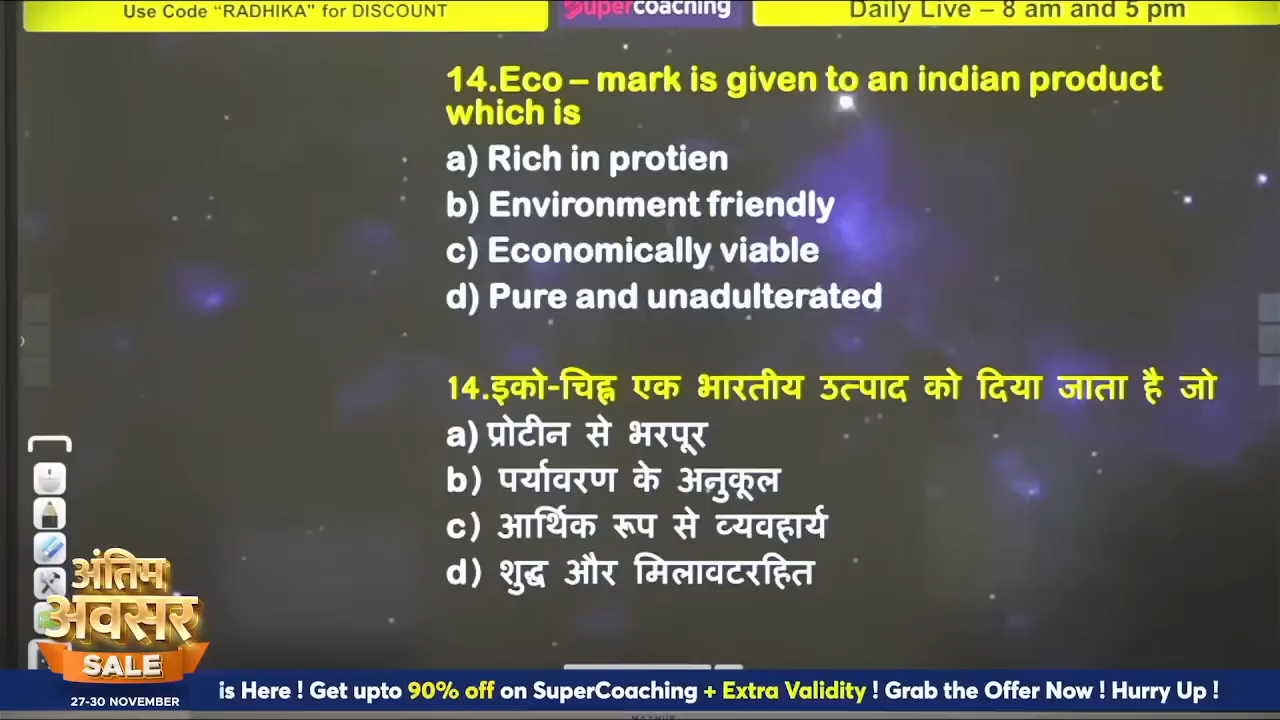 Use Code “RADHIKA” for DISCOUNT
Supercoaching
Daily Live – 8 am and 5 pm
14.Eco – mark is given to an indian product
which is
a) Rich in protien
b) Environment friendly
c) Economically viable
d) Pure and unadulterated
14.इको-चिह्न एक भारतीय उत्पाद को दिया जाता है जो
a) प्रोटीन से भरपूर
b) पर्यावरण के अनुकूल
c) आर्थिक रूप से व्यवहार्य
d) शुद्ध और मिलावटरहित
अंतिम
अवसर
SALE
27-30 NOVEMBER
is Here ! Get upto 90% off on SuperCoaching + Extra Validity ! Grab the Offer Now ! Hurry Up !